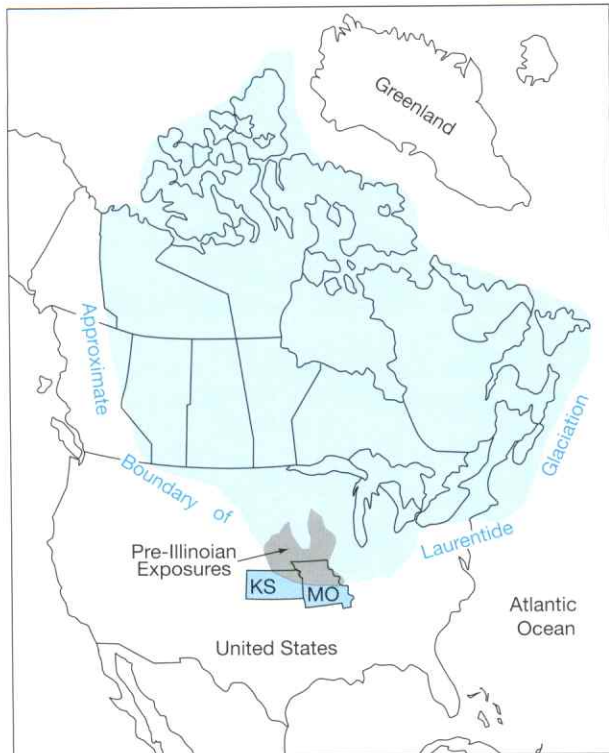 Greenland
Approximate
Boundary of
Laurentide
Glaciation
Pre-Illinoian
Exposures
KS
MO
United States
Atlantic
Ocean